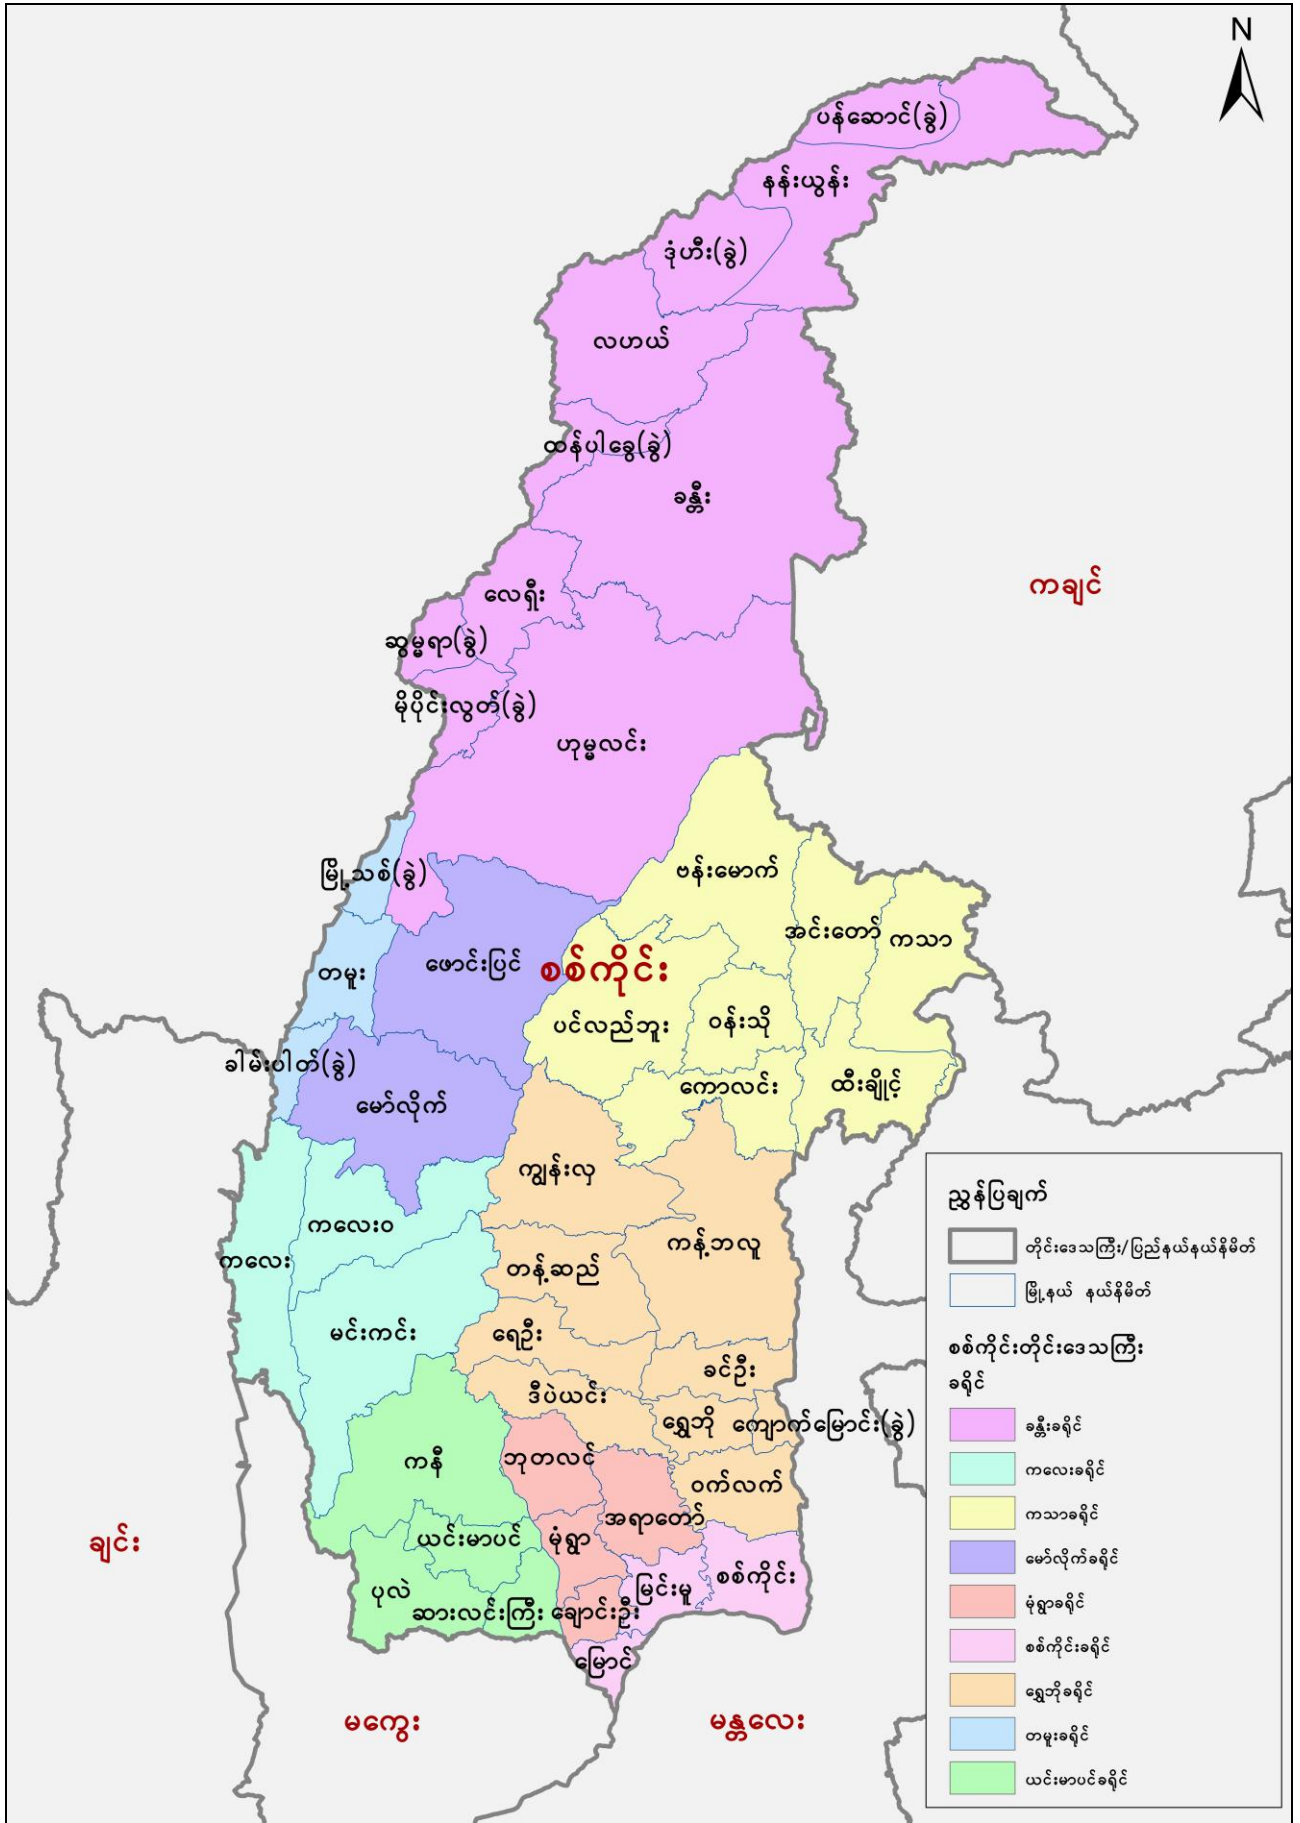 N
ပန်ဆောင်(ခွဲ)
နန်းယွန်း
ဒုံဟီး(ခွဲ)
လဟယ်
ထန်ပါခွေ(ခွဲ)
ခန္တီး
ကချင်
လေရှီး
ဆွမ္မရာ(ခွဲ)
မိုပိုင်းလွတ်(ခွဲ)
ဟုမ္မလင်း
မြို့သစ်(ခွဲ)
ဗန်းမောက်
အင်းတော်
ကသာ
တမူး
ဖောင်းပြင်
စစ်ကိုင်း
ပင်လည်ဘူး
ဝန်းသို
ခါမ်းပါတ်(ခွဲ)
မော်လိုက်
ကောလင်း
ထီးချိုင့်
ကျွန်းလှ
ကလေးဝ
ကန့်ဘလူ
ကလေး
တန့်ဆည်
မင်းကင်း
ရေဦး
ခင်ဦး
ဒီပဲယင်း
ရွှေဘို
ကျောက်မြောင်း(ခွဲ)
ကနီ
ဘုတလင်
ဝက်လက်
အရာတော်
ချင်း
ယင်းမာပင်
မုံရွာ
ပုလဲ
မြင်းမူ
စစ်ကိုင်း
ဆားလင်းကြီး
ချောင်းဦး
မြောင်
မကွေး
မန္တလေး
ညွှန်ပြချက်
တိုင်းဒေသကြီး/ပြည်နယ်နယ်နိမိတ်
မြို့နယ် နယ်နိမိတ်
စစ်ကိုင်းတိုင်းဒေသကြီး
ခရိုင်
ခန္တီးခရိုင်
ကလေးခရိုင်
ကသာခရိုင်
မော်လိုက်ခရိုင်
မုံရွာခရိုင်
စစ်ကိုင်းခရိုင်
ရွှေဘိုခရိုင်
တမူးခရိုင်
ယင်းမာပင်ခရိုင်